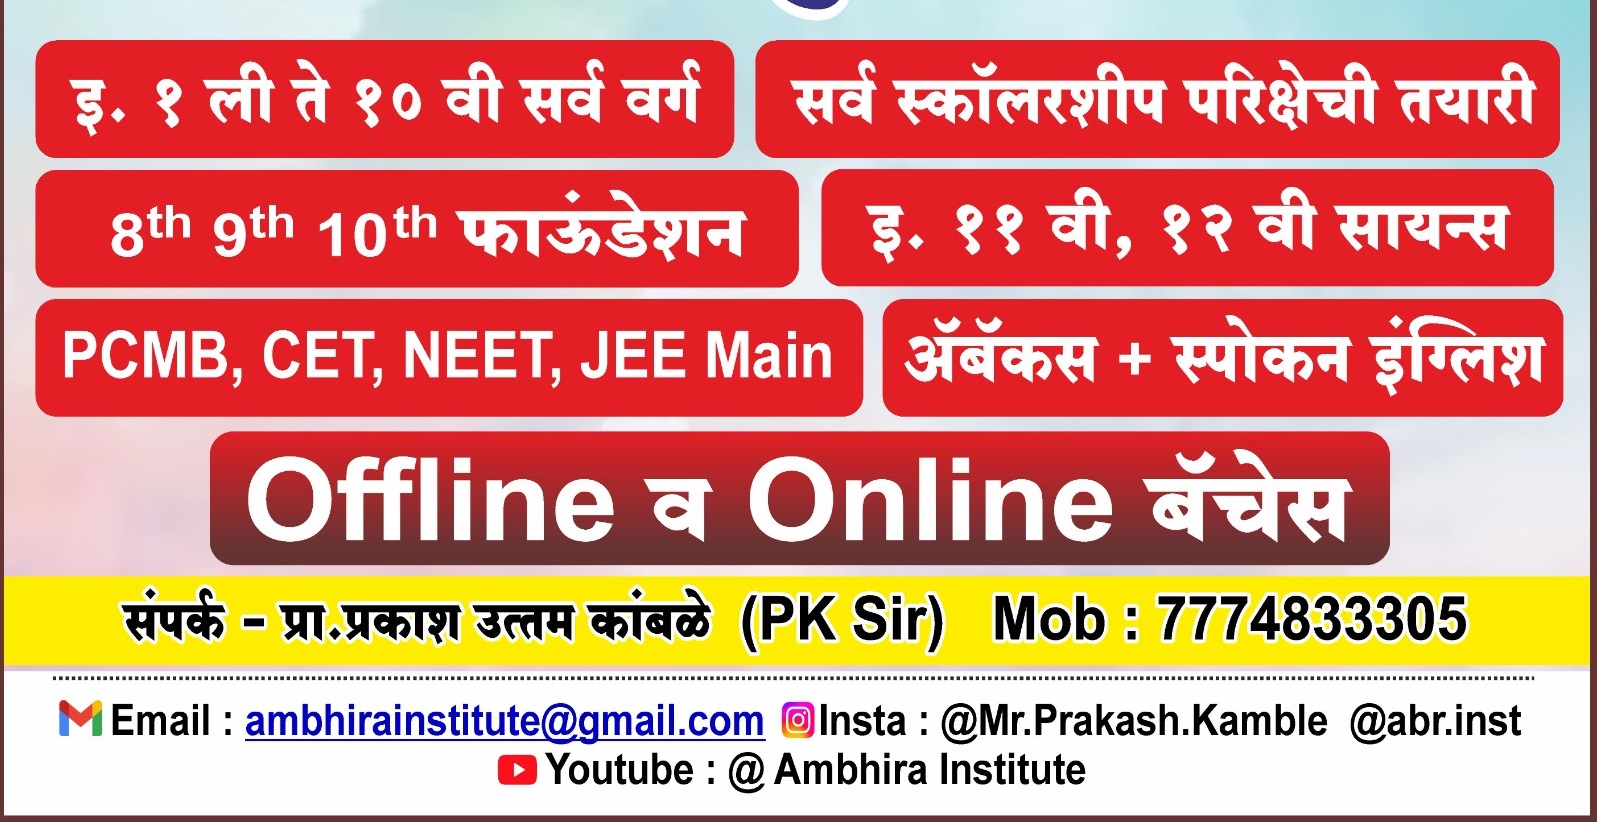 इ. १ ली ते १० वी सर्व वर्ग
सर्व स्कॉलरशीप परिक्षेची तयारी
8th 9th 10th फाऊंडेशन
इ. ११ वी, १२ वी सायन्स
PCMB, CET, NEET, JEE Main
ॲबॅकस + स्पोकन इंग्लिश
Offline व Online बॅचेस
संपर्क - प्रा.प्रकाश उत्तम कांबळे (PK Sir) Mob : 7774833305
Email : ambhirainstitute@gmail.com Insta : @Mr.Prakash.Kamble @abr.inst
Youtube : @ Ambhira Institute